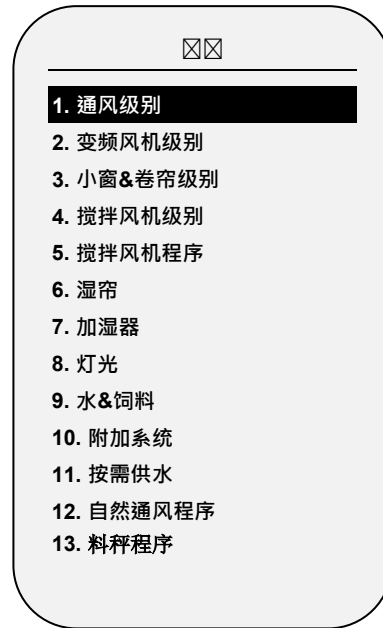 1. 通风级别
2. 变频风机级别
3. 小窗&卷帘级别
4. 搅拌风机级别
5. 搅拌风机程序
6. 湿帘
7. 加湿器
8. 灯光
9. 水&饲料
10. 附加系统
11. 按需供水
12. 自然通风程序
13. 料秤程序